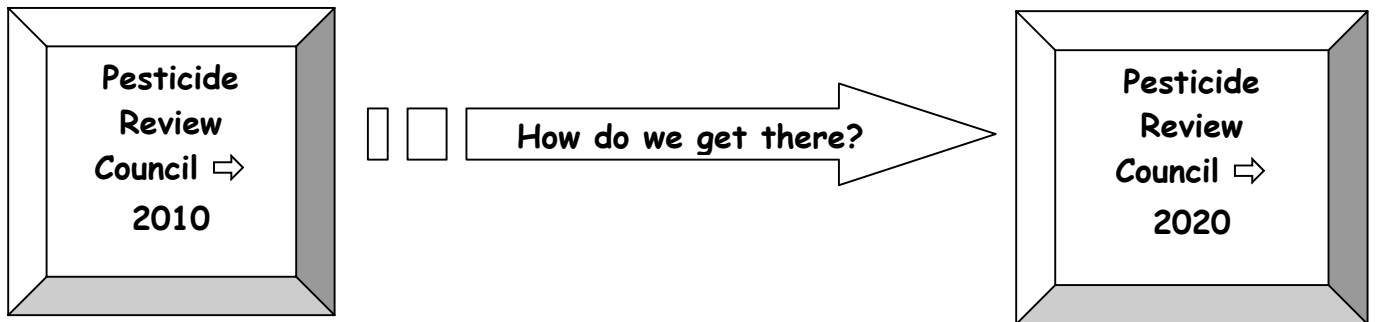 Pesticide
Review
Council ⇨
2010
How do we get there?
Pesticide
Review
Council ⇨
2020